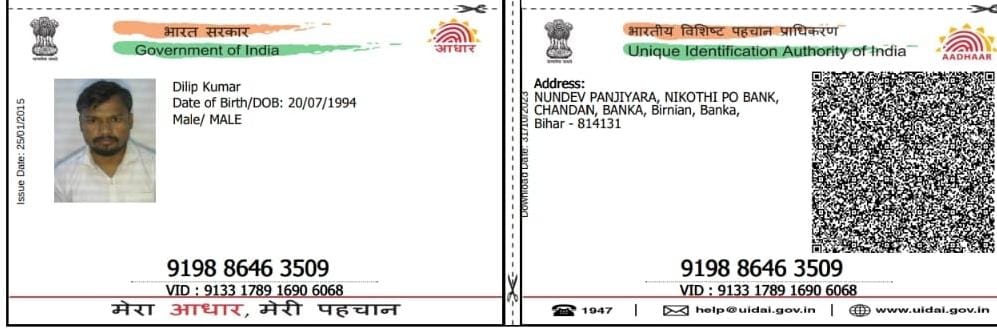 भारत सरकार
Government of India
आधार
Issue Date: 25/01/2015
Dilip Kumar
Date of Birth/DOB: 20/07/1994
Male/ MALE
9198 8646 3509
VID : 9133 1789 1690 6068
मेरा आधार, मेरी पहचान
भारतीय विशिष्ट पहचान प्राधिकरण
Unique Identification Authority of India
AADHAAR
Download Date: 31/10/2023
Address:
NUNDEV PANJIYARA, NIKOTHI PO BANK,
CHANDAN, BANKA, Birnian, Banka,
Bihar - 814131
9198 8646 3509
VID : 9133 1789 1690 6068
1947 | help@uidai.gov.in | www.uidai.gov.in